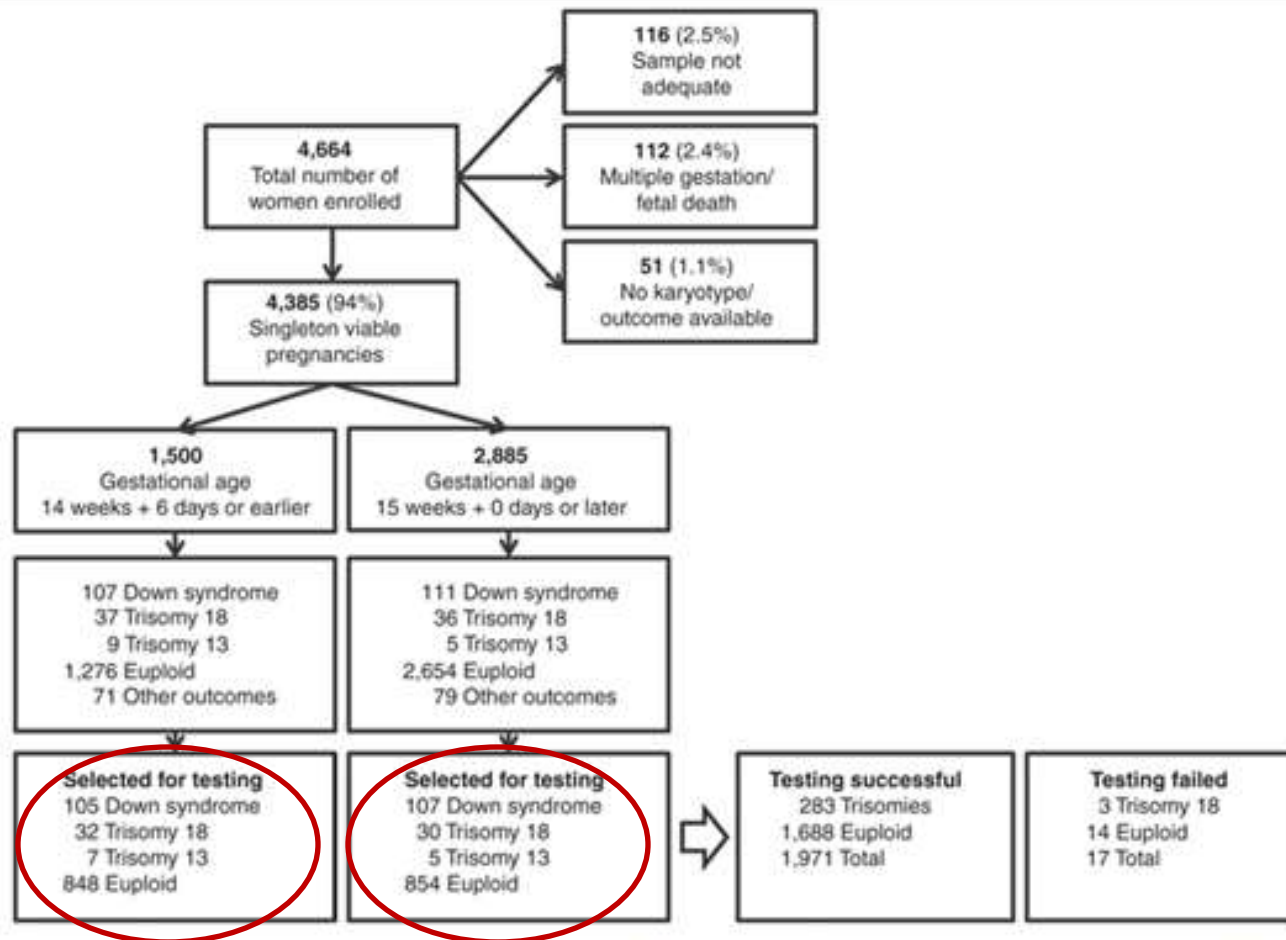 116 (2.5%)
Sample not
adequate
4,664
Total number of
women enrolled
112 (2.4%)
Multiple gestation/
fetal death
51 (1.1%)
No karyotype/
outcome available
4,385 (94%)
Singleton viable
pregnancies
1,500
Gestational age
14 weeks + 6 days or earlier
2,885
Gestational age
15 weeks + 0 days or later
107 Down syndrome
37 Trisomy 18
9 Trisomy 13
1,276 Euploid
71 Other outcomes
111 Down syndrome
36 Trisomy 18
5 Trisomy 13
2,654 Euploid
79 Other outcomes
Selected for testing
105 Down syndrome
32 Trisomy 18
7 Trisomy 13
848 Euploid
Selected for testing
107 Down syndrome
30 Trisomy 18
5 Trisomy 13
854 Euploid
Testing successful
283 Trisomies
1,688 Euploid
1,971 Total
Testing failed
3 Trisomy 18
14 Euploid
17 Total